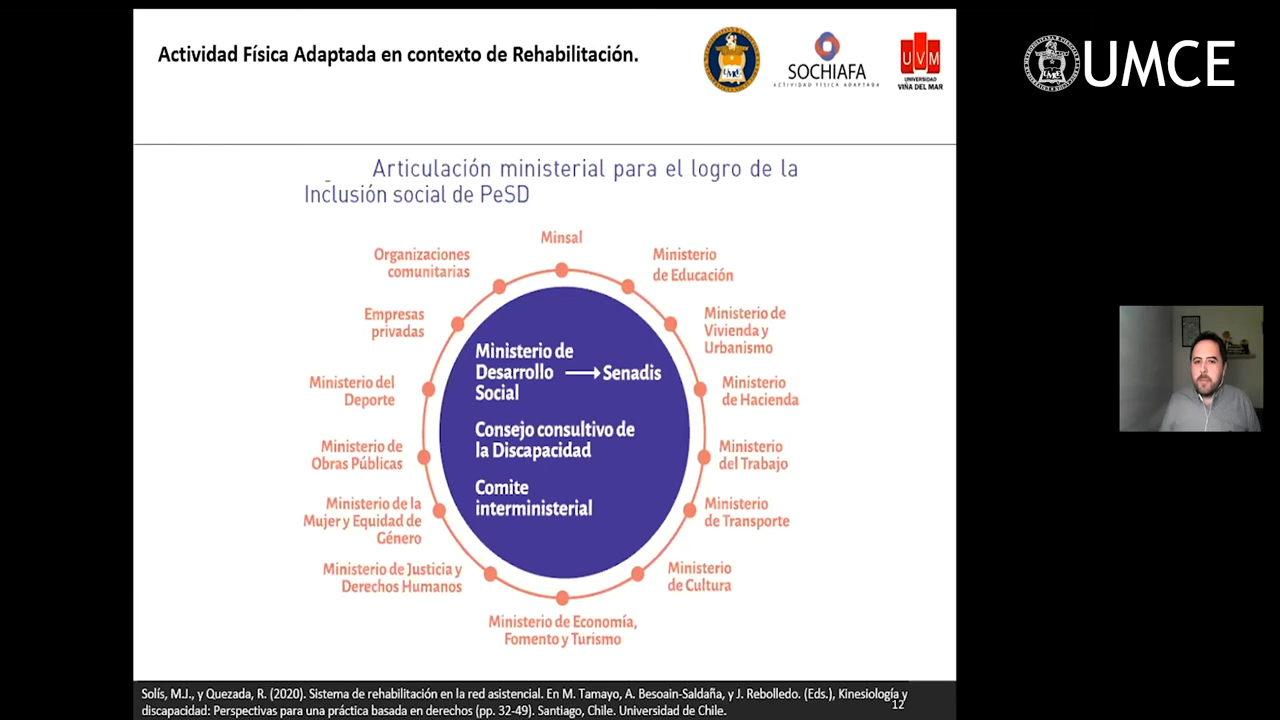 Actividad Física Adaptada en contexto de Rehabilitación.
UMCE
SOCHIAFA
ACTIVIDAD FÍSICA ADAPTADA
UVM
UNIVERSIDAD
VIÑA DEL MAR
UMCE
Articulación ministerial para el logro de la
Inclusión social de PeSD
Minsal
Ministerio
de Educación
Ministerio de
Vivienda y
Urbanismo
Ministerio
de Hacienda
Ministerio
del Trabajo
Ministerio
de Transporte
Ministerio
de Cultura
Ministerio de Economía,
Fomento y Turismo
Ministerio de Justicia y
Derechos Humanos
Ministerio de la
Mujer y Equidad de
Género
Ministerio de
Obras Públicas
Ministerio del
Deporte
Empresas
privadas
Organizaciones
comunitarias
Ministerio de
Desarrollo → Senadis
Social
Consejo consultivo de
la Discapacidad
Comite
interministerial
Solís, M.J., y Quezada, R. (2020). Sistema de rehabilitación en la red asistencial. En M. Tamayo, A. Besoain-Saldaña, y J. Rebolledo. (Eds.), Kinesiología y
discapacidad: Perspectivas para una práctica basada en derechos (pp. 32-49). Santiago, Chile. Universidad de Chile.
12